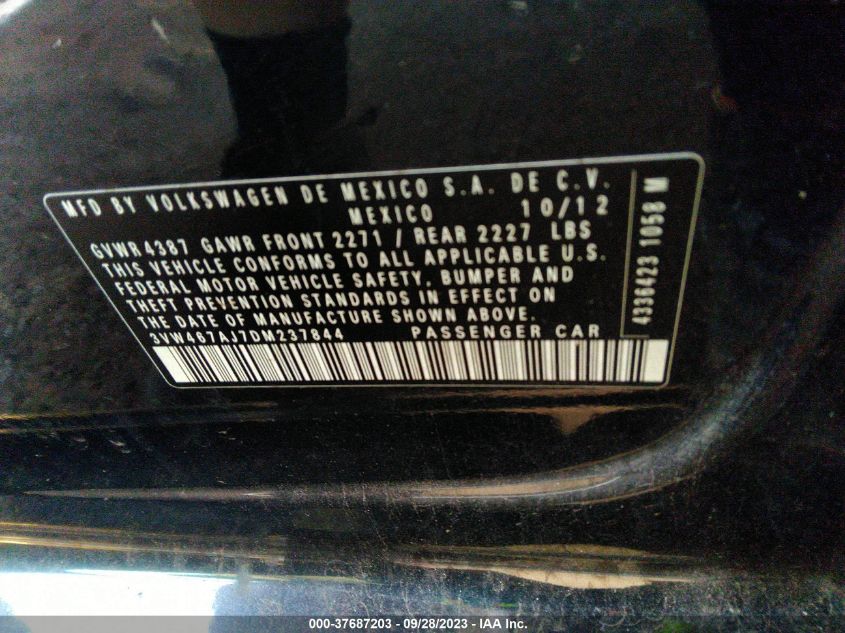 MFD BY VOLKSWAGEN DE MEXICO S.A. DE C.V.
MEXICO 10/12
GVWR 4387 GAWR FRONT 2271 / REAR 2227 LBS
THIS VEHICLE CONFORMS TO ALL APPLICABLE U.S.
FEDERAL MOTOR VEHICLE SAFETY, BUMPER AND
THEFT PREVENTION STANDARDS IN EFFECT ON
THE DATE OF MANUFACTURE SHOWN ABOVE.
3VW467AJ7DM237844 PASSENGER CAR
4330423 1058 M
000-37687203 - 09/28/2023 - IAA Inc.